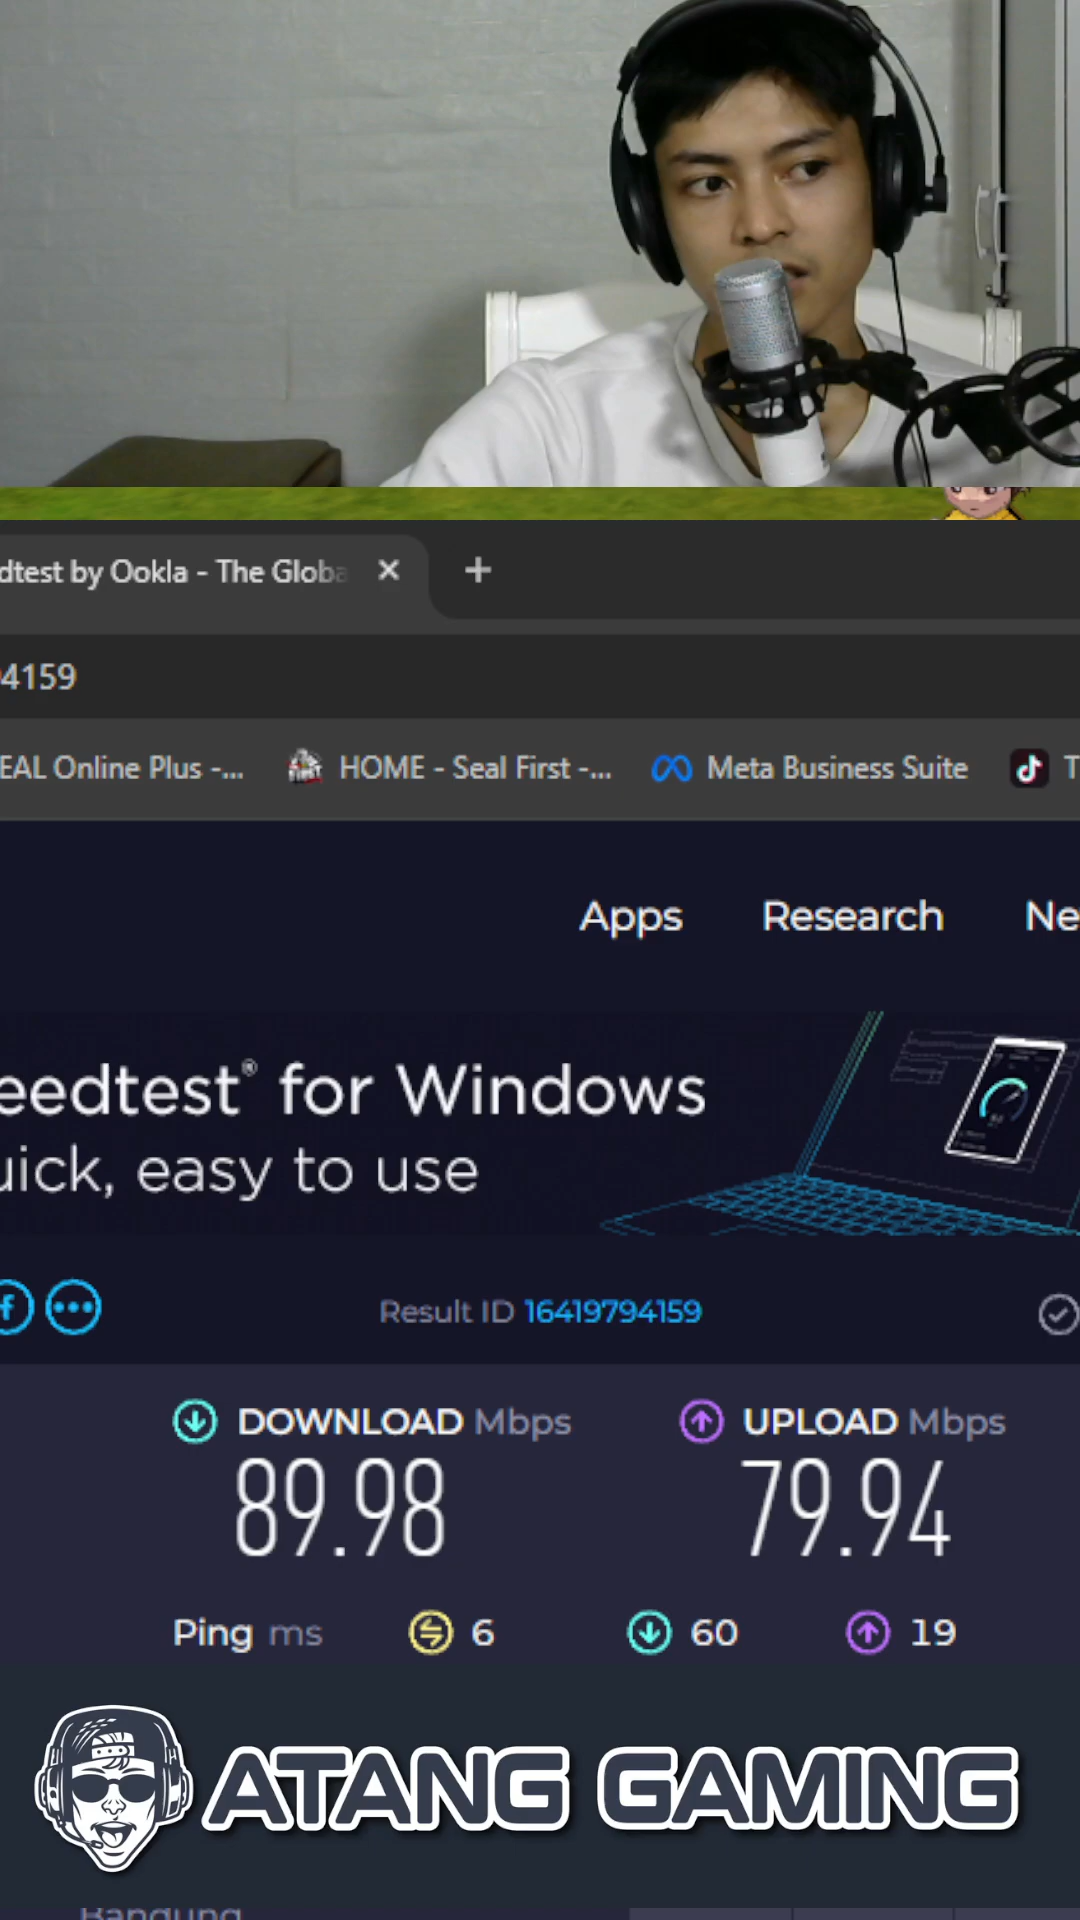 dtest by Ookla - The Globa
4159
EAL Online Plus -...
HOME - Seal First -...
Meta Business Suite
T
Apps
Research
Ne
eedtest® for Windows
uick, easy to use
Result ID 16419794159
DOWNLOAD Mbps
UPLOAD Mbps
89.98
79.94
Ping ms
6
60
19
ATANG GAMING
Bandung